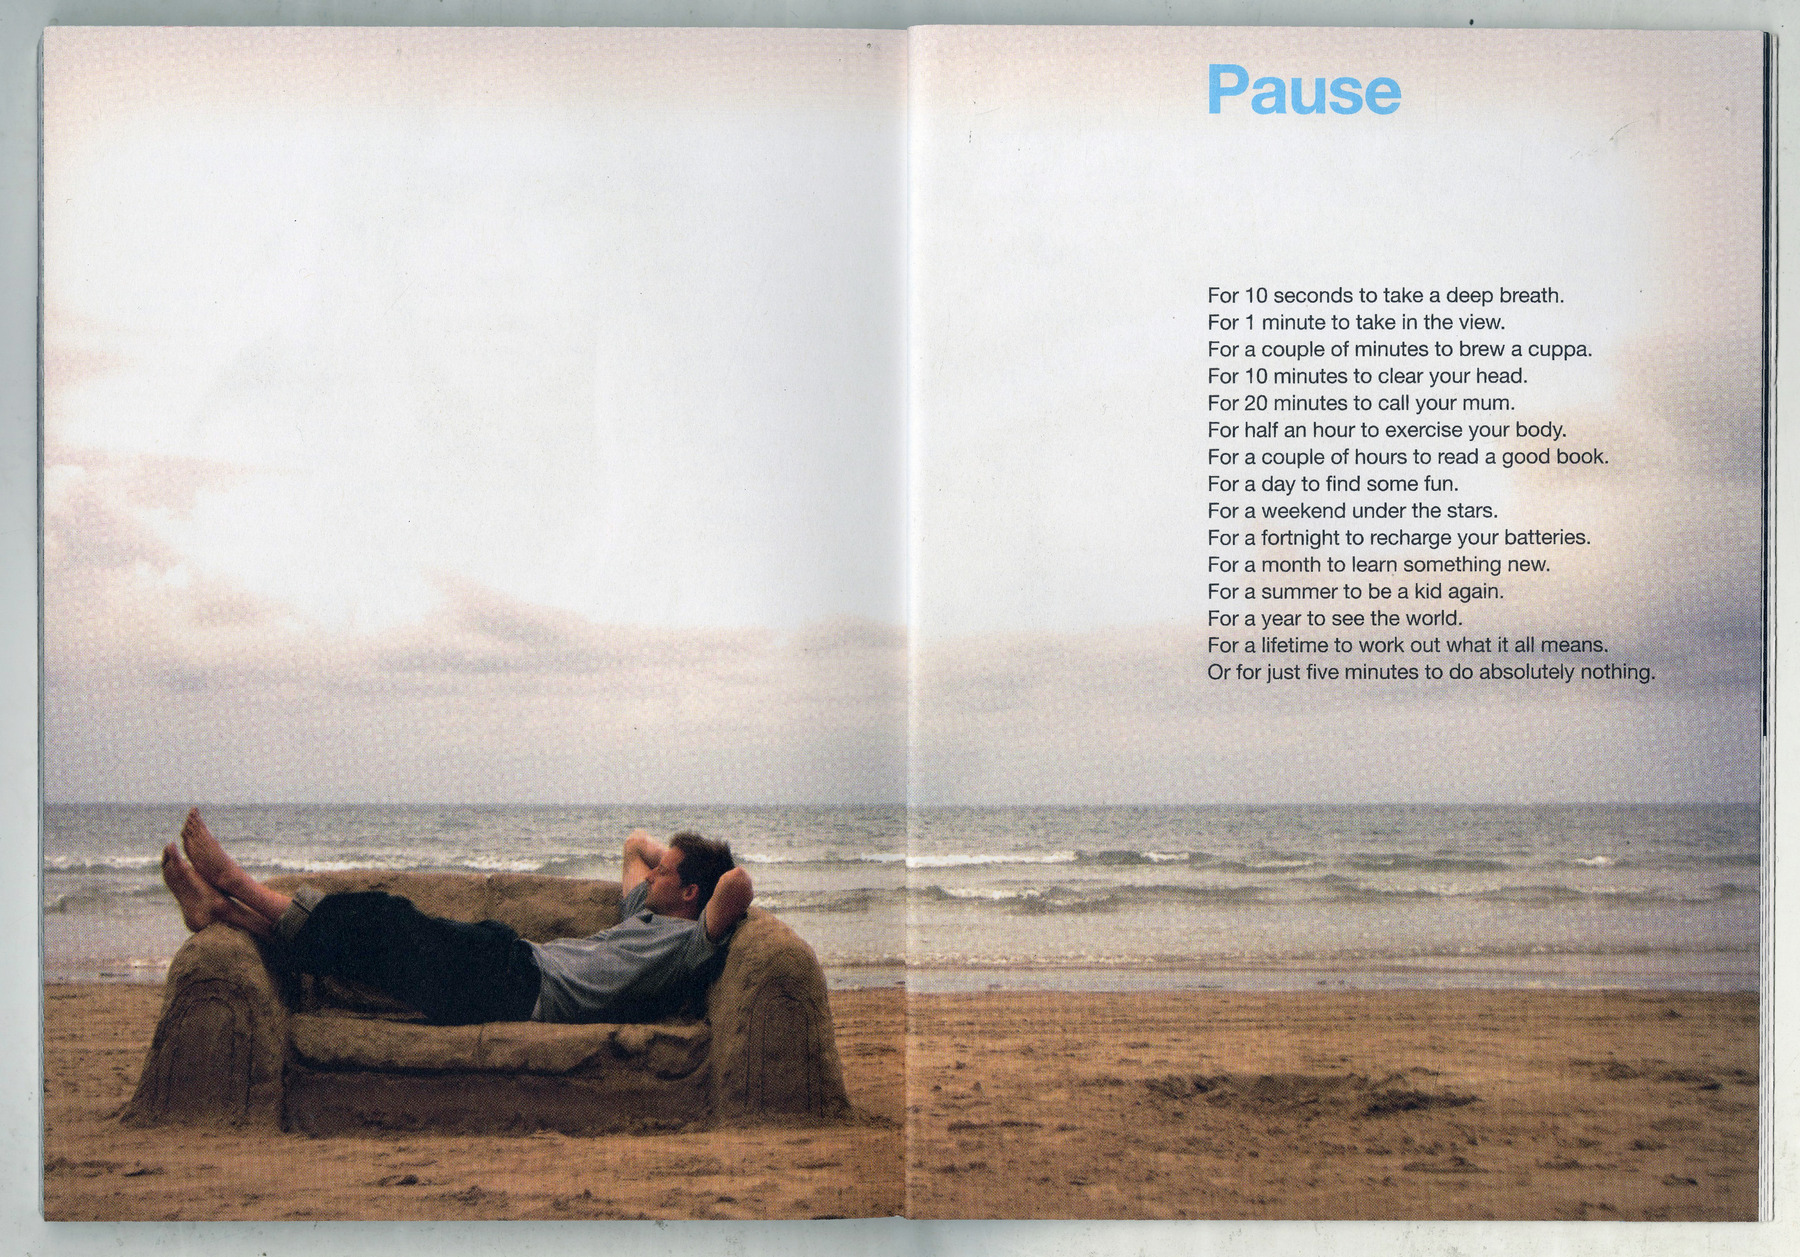 Pause
For 10 seconds to take a deep breath.
For 1 minute to take in the view.
For a couple of minutes to brew a cuppa.
For 10 minutes to clear your head.
For 20 minutes to call your mum.
For half an hour to exercise your body.
For a couple of hours to read a good book.
For a day to find some fun.
For a weekend under the stars.
For a fortnight to recharge your batteries.
For a month to learn something new.
For a summer to be a kid again.
For a year to see the world.
For a lifetime to work out what it all means.
Or for just five minutes to do absolutely nothing.